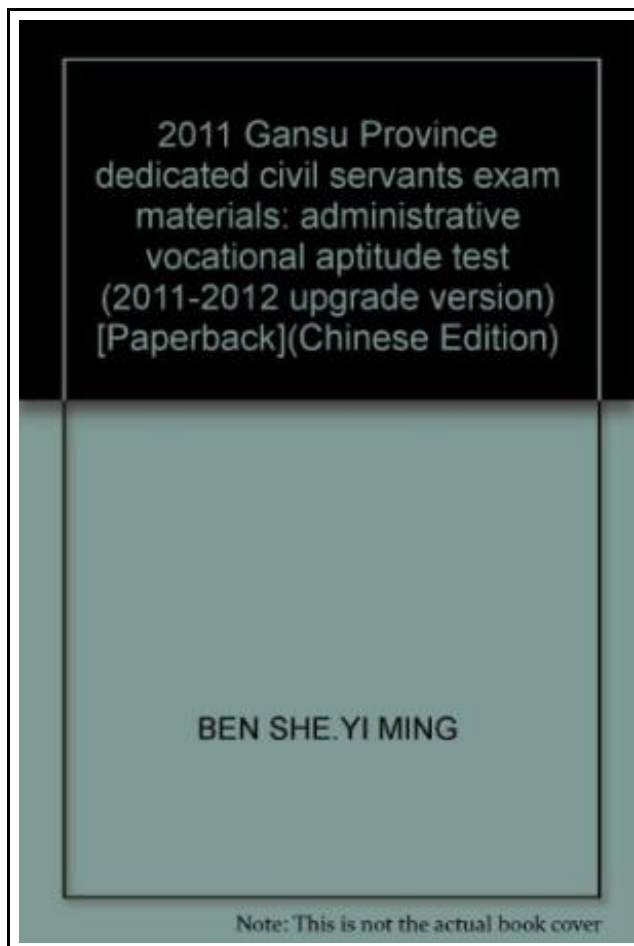 2011 Gansu Province
dedicated civil servants exam
materials: administrative
vocational aptitude test
(2011-2012 upgrade version)
[Paperback](Chinese Edition)
BEN SHE.YI MING
Note: This is not the actual book cover